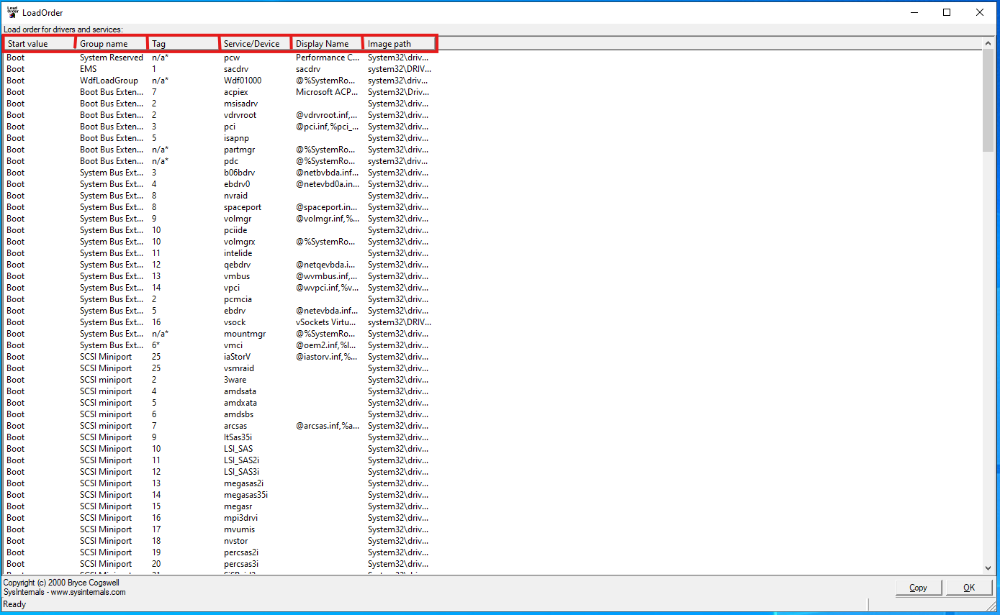 Load Order
LoadOrder
Load order for drivers and services:
Start value Group name Tag Service/Device Display Name Image path
Boot System Reserved n/a* pcw Performance C... System32\driv...
Boot EMS 1 sacdrv sacdrv system32\DRIV...
Boot WdfLoadGroup n/a* Wdf01000 @%SystemRo... system32\driv...
Boot Boot Bus Exten... 7 acpiex Microsoft ACP... System32\Driv...
Boot Boot Bus Exten... 2 msisadrv System32\driv...
Boot Boot Bus Exten... 2 vdrvroot @vdrvroot.inf,... System32\driv...
Boot Boot Bus Exten... 3 pci @pci.inf,%pci_... System32\driv...
Boot Boot Bus Exten... 5 isapnp System32\driv...
Boot Boot Bus Exten... n/a* partmgr @%SystemRo... System32\driv...
Boot Boot Bus Exten... n/a* pdc @%SystemRo... system32\driv...
Boot System Bus Ext... 3 b06bdrv @netbvbda.inf... System32\driv...
Boot System Bus Ext... 4 ebdrv0 @netevbd0a.in... System32\driv...
Boot System Bus Ext... 8 nvraid System32\driv...
Boot System Bus Ext... 8 spaceport @spaceport.in... System32\driv...
Boot System Bus Ext... 9 volmgr @volmgr.inf,%... System32\driv...
Boot System Bus Ext... 10 pciide System32\driv...
Boot System Bus Ext... 10 volmgrx @%SystemRo... System32\driv...
Boot System Bus Ext... 11 intelide System32\driv...
Boot System Bus Ext... 12 qebdrv @netqevbda.i... System32\driv...
Boot System Bus Ext... 13 vmbus @wvmbus.inf,... System32\driv...
Boot System Bus Ext... 14 vpci @wvpci.inf,%v... System32\driv...
Boot System Bus Ext... 2 pcmcia System32\driv...
Boot System Bus Ext... 5 ebdrv @netevbda.inf... System32\driv...
Boot System Bus Ext... 16 vsock vSockets Virtu... system32\DRIV...
Boot System Bus Ext... n/a* mountmgr @%SystemRo... System32\driv...
Boot System Bus Ext... 6* vmci @oem2.inf,%l... System32\driv...
Boot SCSI Miniport 25 iaStorV @iastorv.inf,%... System32\driv...
Boot SCSI Miniport 25 vsmraid System32\driv...
Boot SCSI miniport 2 3ware System32\driv...
Boot SCSI miniport 4 amdsata System32\driv...
Boot SCSI miniport 5 amdxata System32\driv...
Boot SCSI miniport 6 amdsbs System32\driv...
Boot SCSI miniport 7 arcsas @arcsas.inf,%a... System32\driv...
Boot SCSI Miniport 9 ItSas35i System32\driv...
Boot SCSI Miniport 10 LSI_SAS System32\driv...
Boot SCSI Miniport 11 LSI_SAS2i System32\driv...
Boot SCSI Miniport 12 LSI_SAS3i System32\driv...
Boot SCSI Miniport 13 megasas2i System32\driv...
Boot SCSI Miniport 14 megasas35i System32\driv...
Boot SCSI Miniport 15 megasr System32\driv...
Boot SCSI Miniport 16 mpi3drvi System32\driv...
Boot SCSI Miniport 17 mvumis System32\driv...
Boot SCSI Miniport 18 nvstor System32\driv...
Boot SCSI Miniport 19 percsas2i System32\driv...
Boot SCSI Miniport 20 percsas3i System32\driv...
Copyright (c) 2000 Bryce Cogswell
SysInternals - www.sysinternals.com
Copy OK
Ready